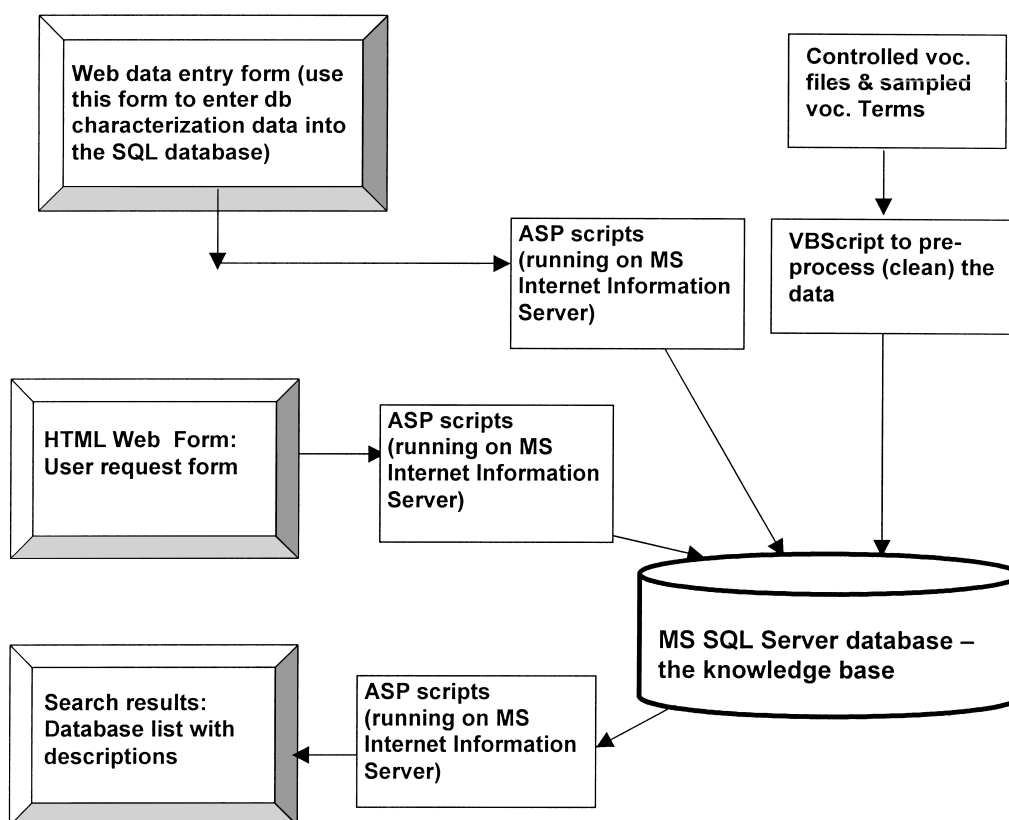 Web data entry form (use
this form to enter db
characterization data into
the SQL database)
Controlled voc.
files & sampled
voc. Terms
ASP scripts
(running on MS
Internet Information
Server)
VBScript to pre-
process (clean) the
data
HTML Web Form:
User request form
ASP scripts
(running on MS
Internet Information
Server)
MS SQL Server database –
the knowledge base
Search results:
Database list with
descriptions
ASP scripts
(running on MS
Internet Information
Server)